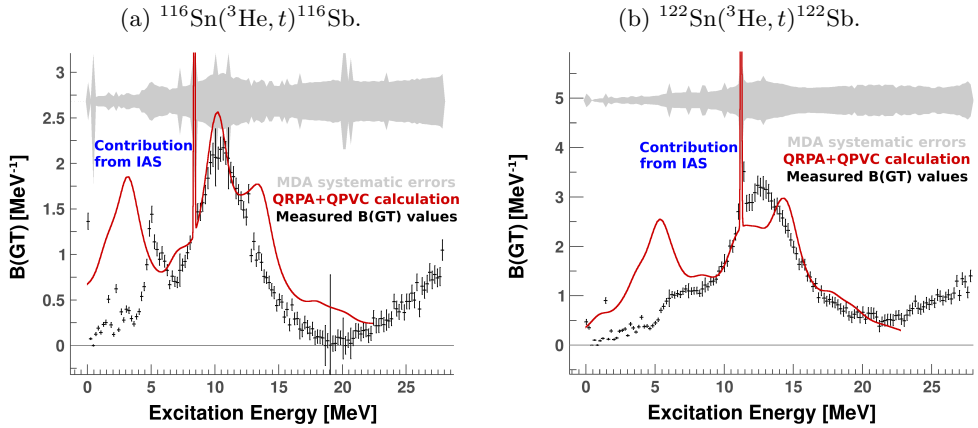 (a) ¹¹⁶Sn(³He, t)¹¹⁶Sb.
3
2.5
2
1.5
1
0.5
0
B(GT) [MeV⁻¹]
Contribution
from IAS
MDA systematic errors
QRPA+QPVC calculation
Measured B(GT) values
0 5 10 15 20 25
Excitation Energy [MeV]
(b) ¹²²Sn(³He, t)¹²²Sb.
5
4
3
2
1
0
B(GT) [MeV⁻¹]
Contribution
from IAS
MDA systematic errors
QRPA+QPVC calculation
Measured B(GT) values
0 5 10 15 20 25
Excitation Energy [MeV]